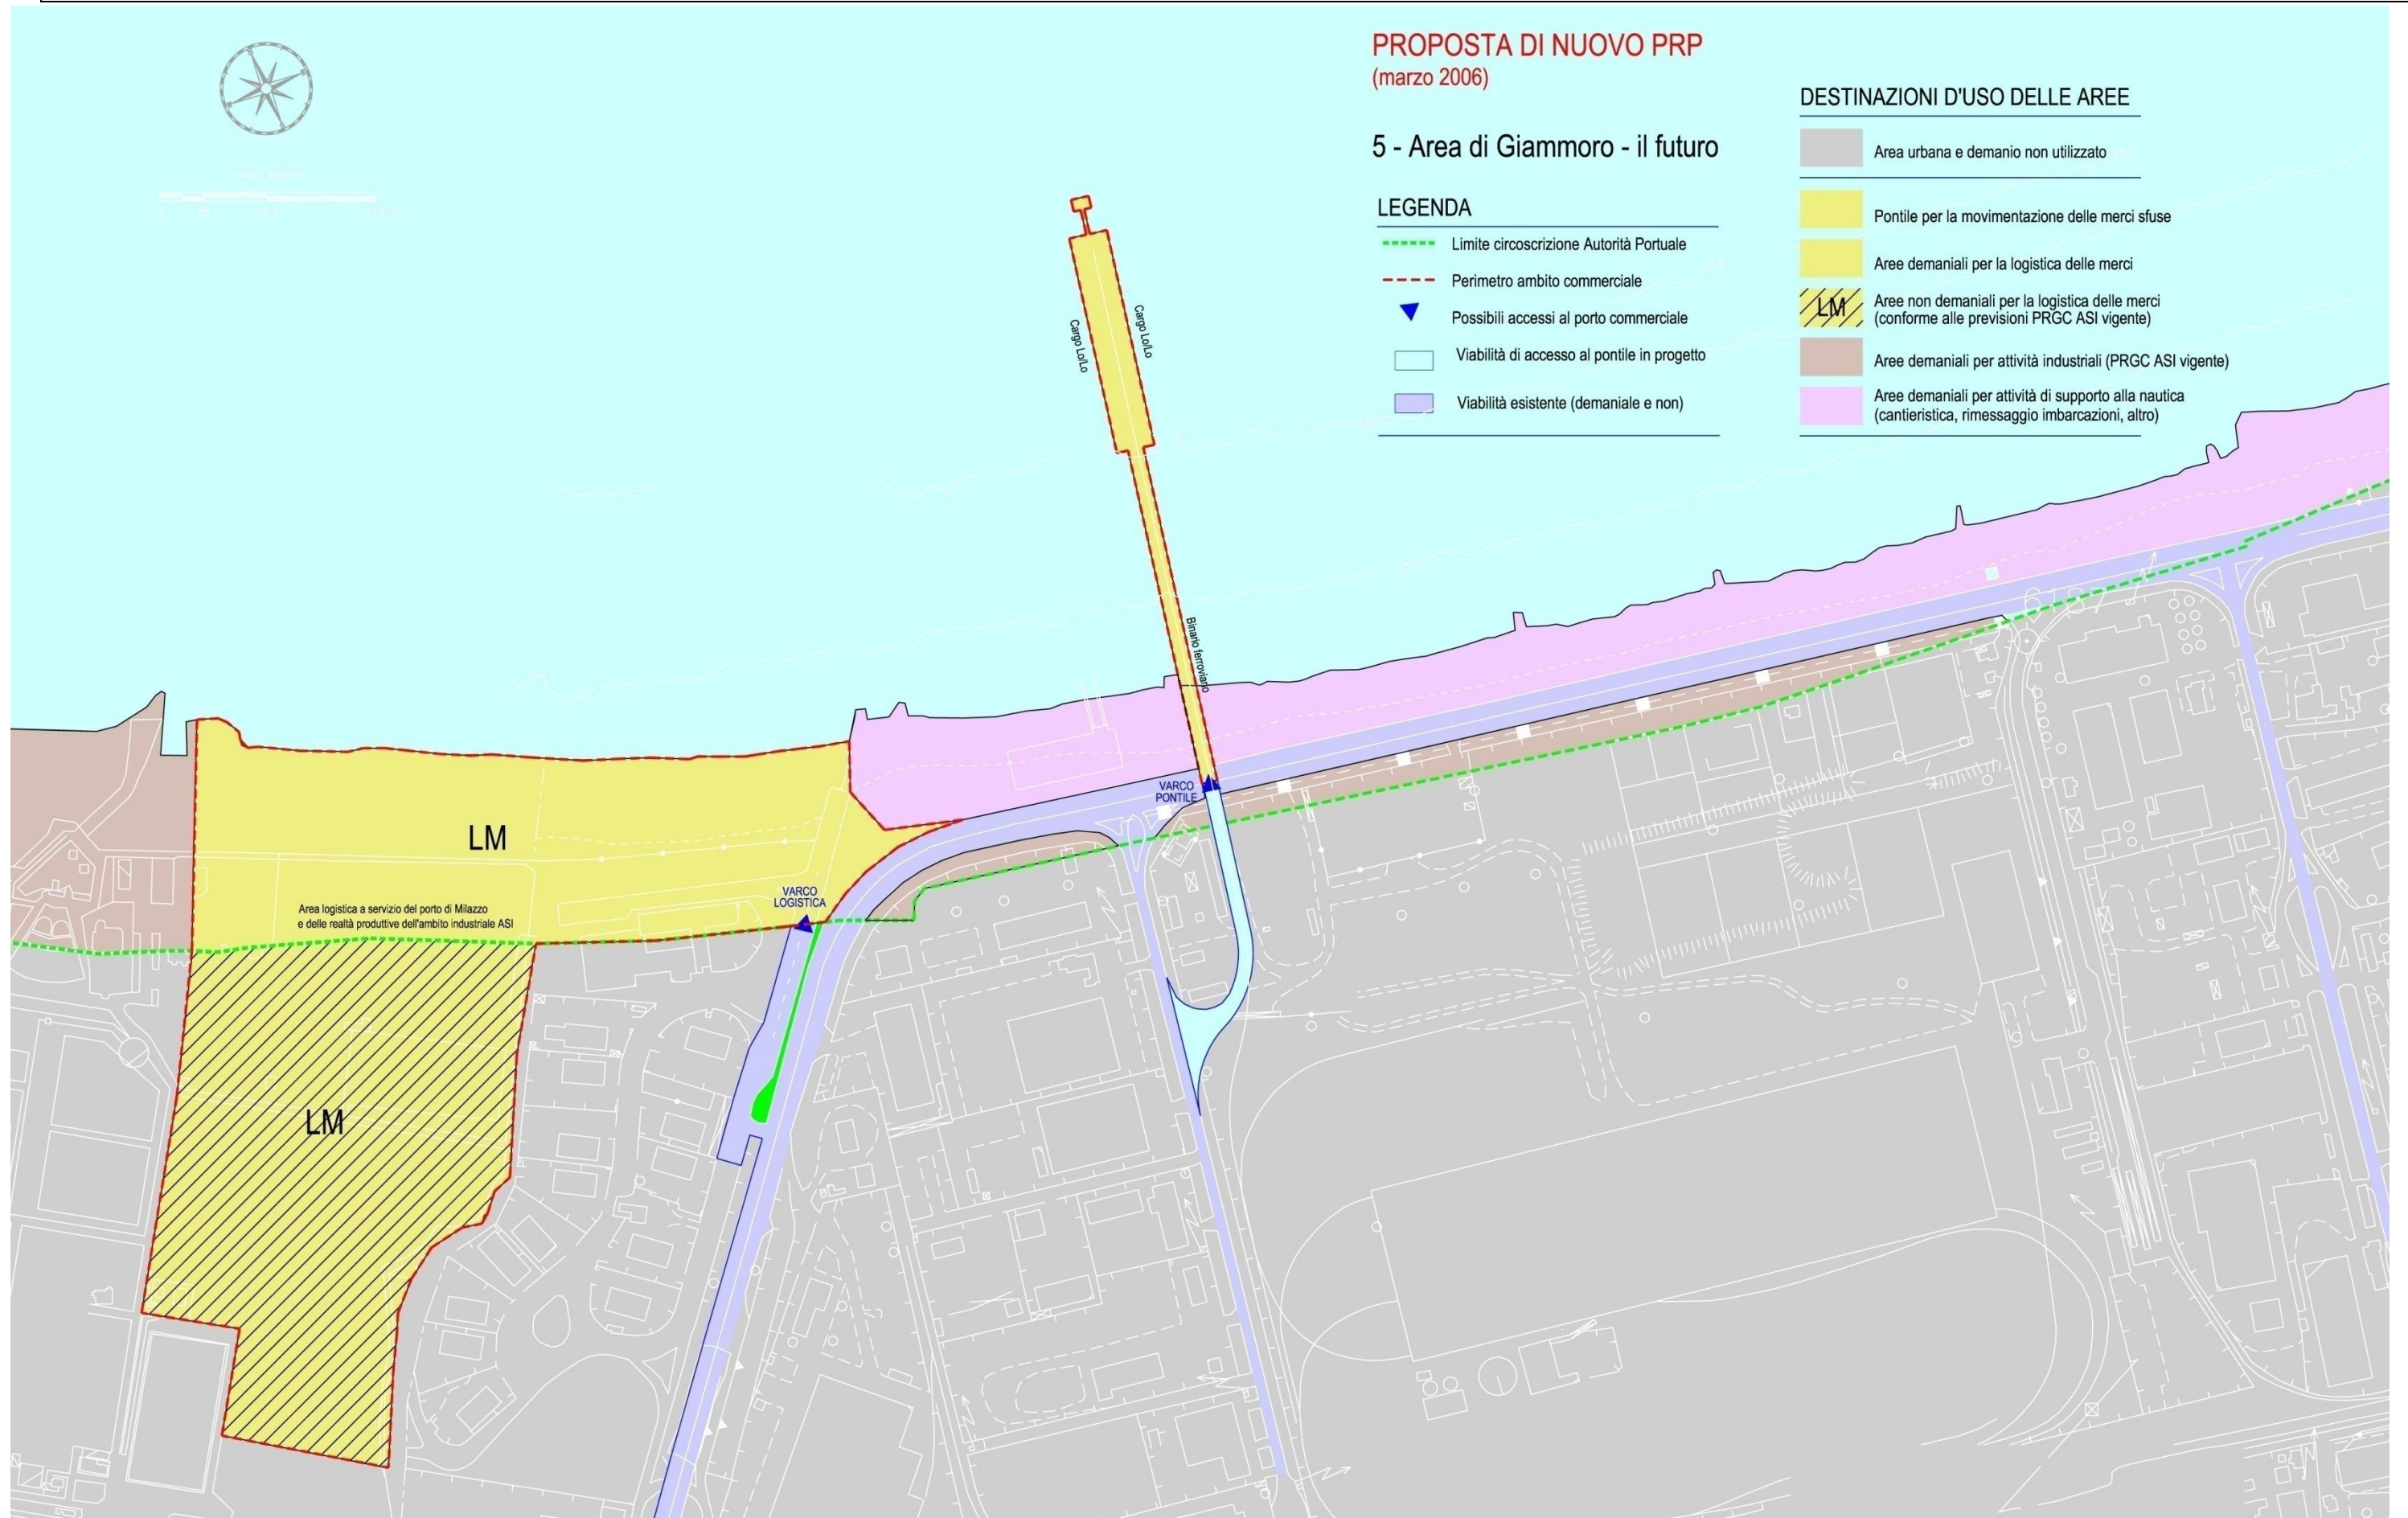 PROPOSTA DI NUOVO PRP
(marzo 2006)
5 - Area di Giammoro - il futuro
LEGENDA
Limite circoscrizione Autorità Portuale
Perimetro ambito commerciale
Possibili accessi al porto commerciale
Viabilità di accesso al pontile in progetto
Viabilità esistente (demaniale e non)
DESTINAZIONI D'USO DELLE AREE
Area urbana e demanio non utilizzato
Pontile per la movimentazione delle merci sfuse
Aree demaniali per la logistica delle merci
LM
Aree non demaniali per la logistica delle merci
(conforme alle previsioni PRGC ASI vigente)
Aree demaniali per attività industriali (PRGC ASI vigente)
Aree demaniali per attività di supporto alla nautica
(cantieristica, rimessaggio imbarcazioni, altro)
Cargo Lo/Lo
Cargo Lo/Lo
Binario ferroviario
VARCO
PONTILE
LM
VARCO
LOGISTICA
Area logistica a servizio del porto di Milazzo
e delle realtà produttive dell'ambito industriale ASI
LM